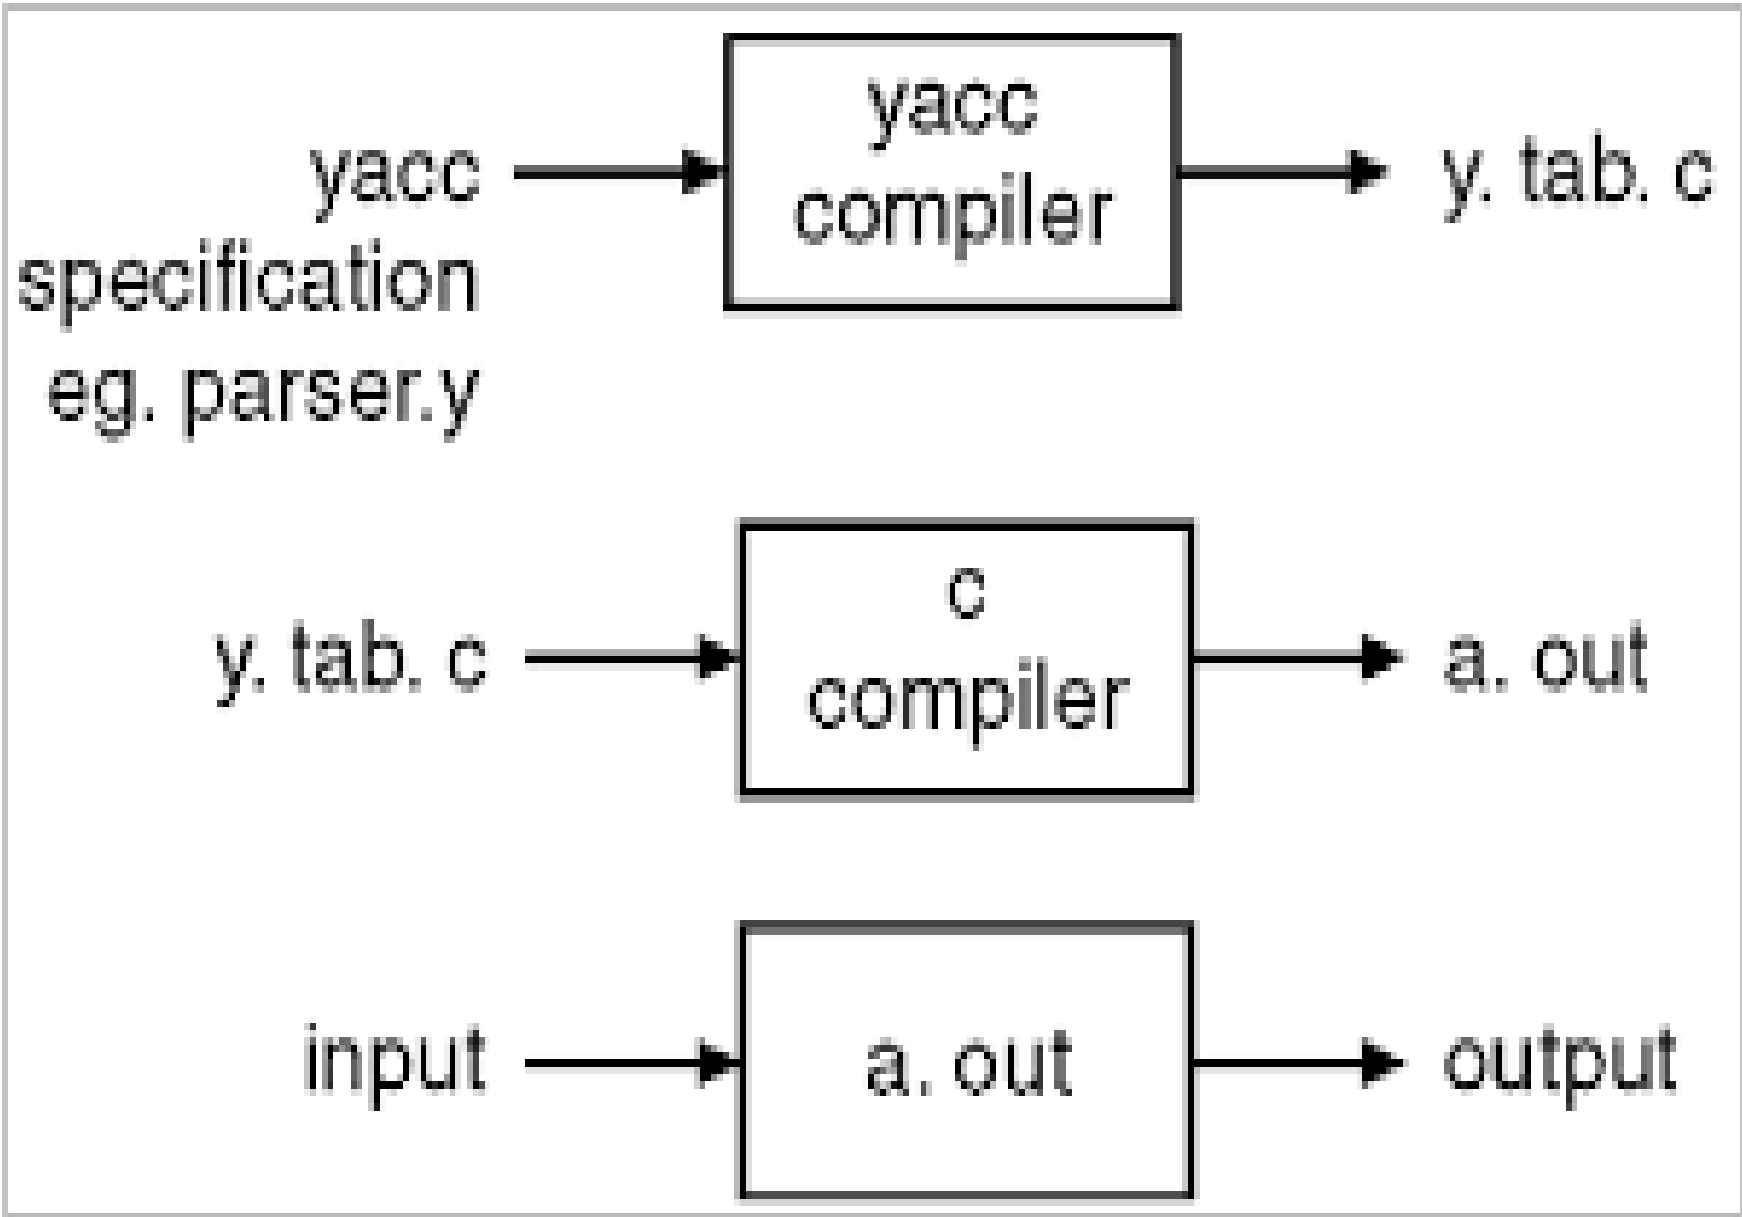 yacc
specification
eg. parser.y
yacc
compiler
y. tab. c
y. tab. c
c
compiler
a. out
input
a. out
output